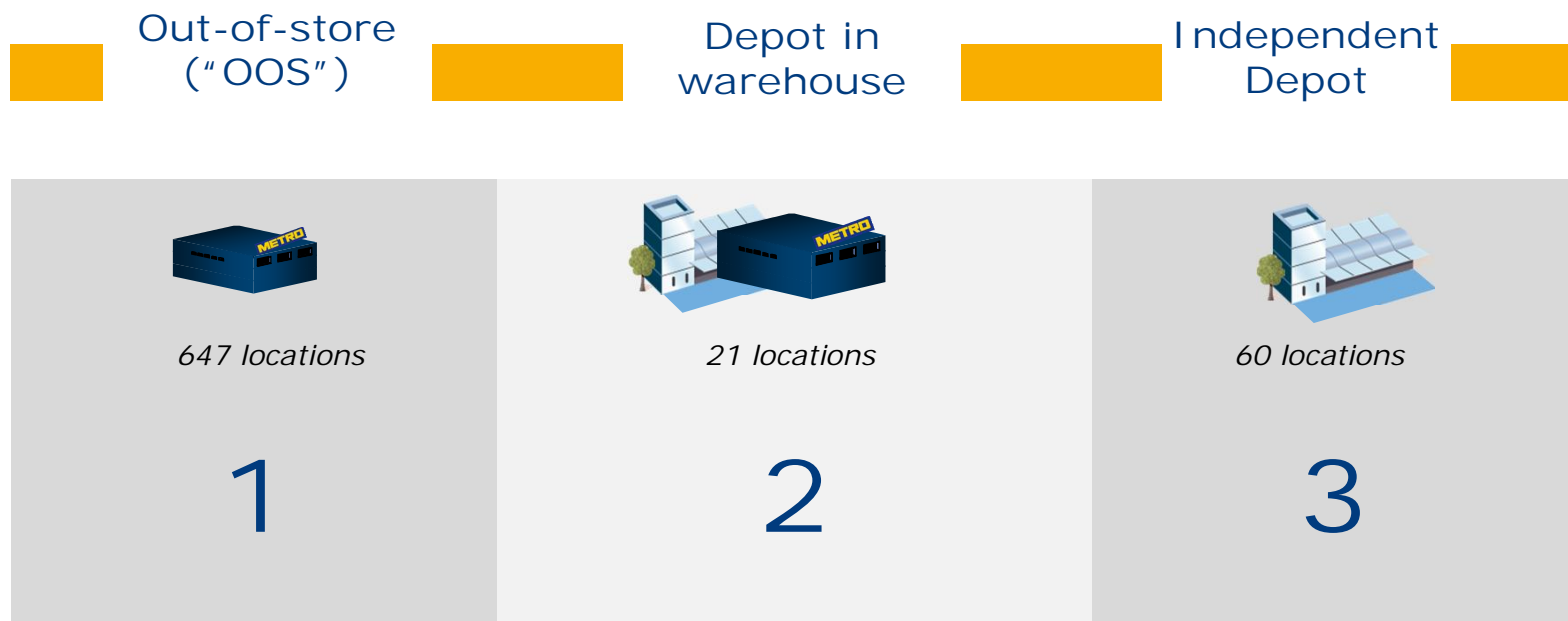 Out-of-store
("OOS")
Depot in
warehouse
Independent
Depot
METRO
METRO
647 locations
21 locations
60 locations
1
2
3